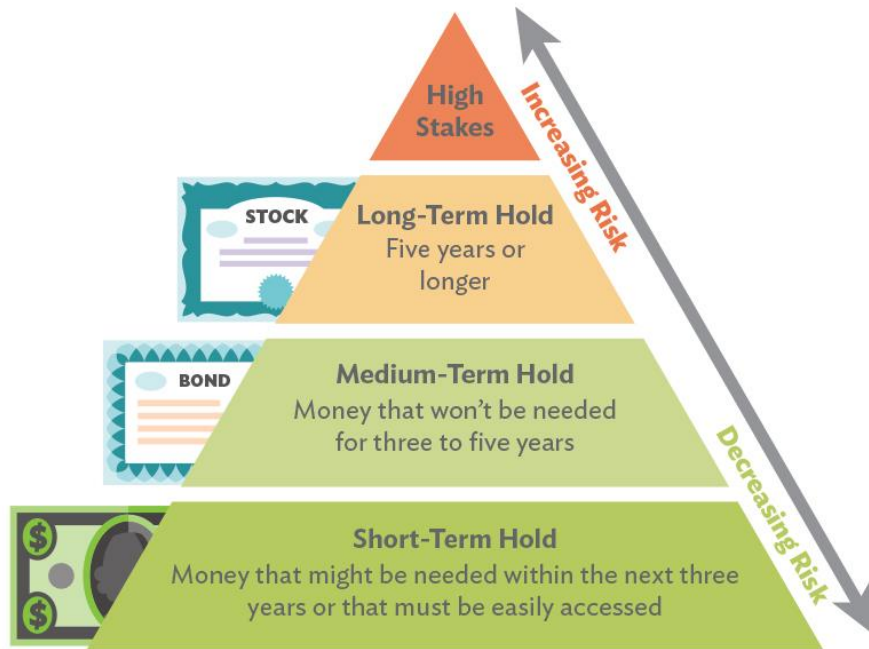 High
Stakes
Increasing Risk
STOCK
Long-Term Hold
Five years or
longer
BOND
Medium-Term Hold
Money that won’t be needed
for three to five years
Decreasing Risk
$
$
Short-Term Hold
Money that might be needed within the next three
years or that must be easily accessed